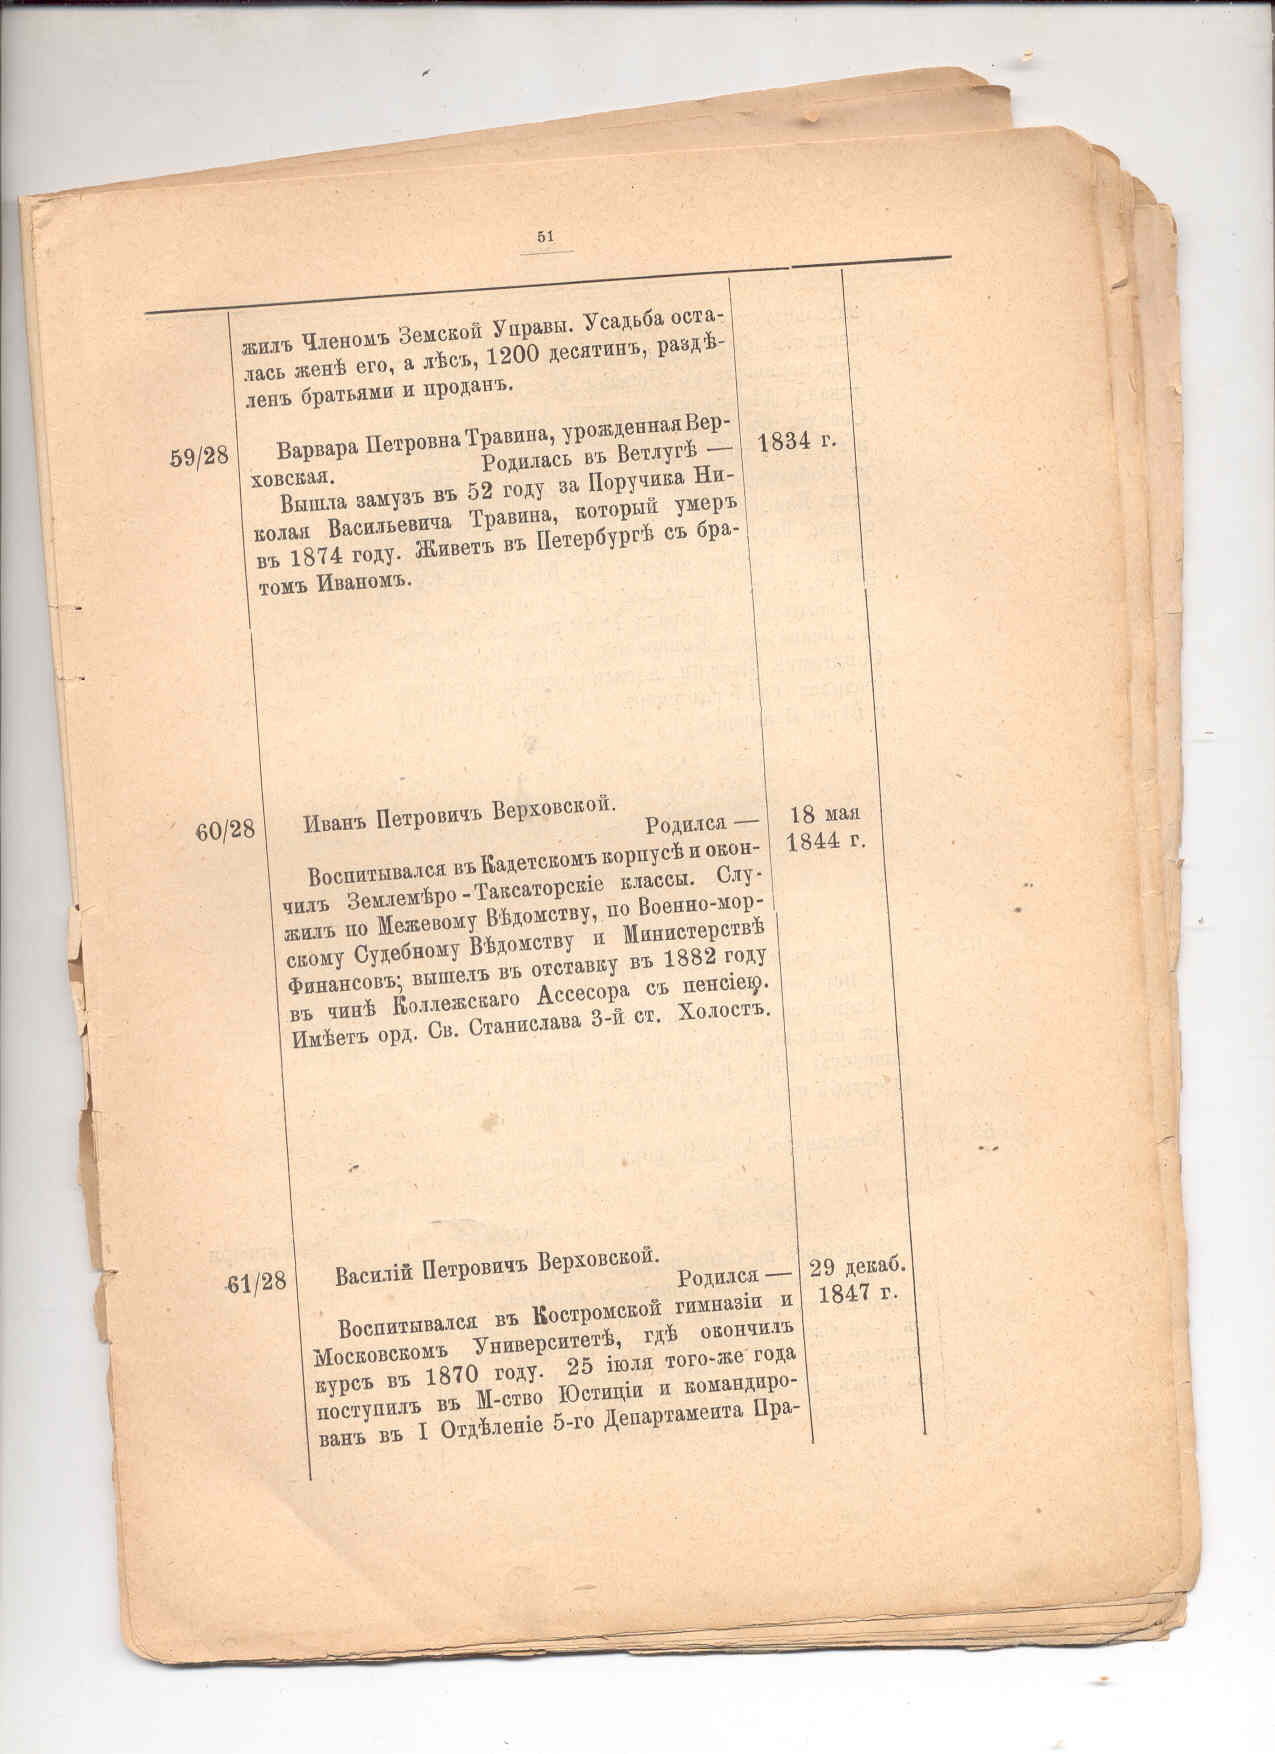 51
жилъ Членомъ Земской Управы. Усадьба оста-
лась женѣ его, а лѣсъ, 1200 десятинъ, раздѣ-
ленъ братьями и проданъ.
59/28
Варвара Петровна Травина, урожденная Вер-
ховская. Родилась въ Ветлугѣ —
1834 г.
Вышла замузъ въ 52 году за Поручика Ни-
колая Васильевича Травина, который умеръ
въ 1874 году. Живетъ въ Петербургѣ съ бра-
томъ Иваномъ.
60/28
Иванъ Петровичъ Верховской.
Родился —
18 мая
1844 г.
Воспитывался въ Кадетскомъ корпусѣ и окон-
чилъ Землемѣро-Таксаторскіе классы. Слу-
жилъ по Межевому Вѣдомству, по Военно-мор-
скому Судебному Вѣдомству и Министерствѣ
Финансовъ; вышелъ въ отставку въ 1882 году
въ чинѣ Коллежскаго Ассесора съ пенсіею.
Имѣетъ орд. Св. Станислава 3-й ст. Холостъ.
61/28
Василій Петровичъ Верховской.
Родился —
29 декаб.
1847 г.
Воспитывался въ Костромской гимназіи и
Московскомъ Университетѣ, гдѣ окончилъ
курсъ въ 1870 году. 25 іюля того-же года
поступилъ въ М-ство Юстиціи и командиро-
ванъ въ I Отдѣленіе 5-го Департамента Пра-